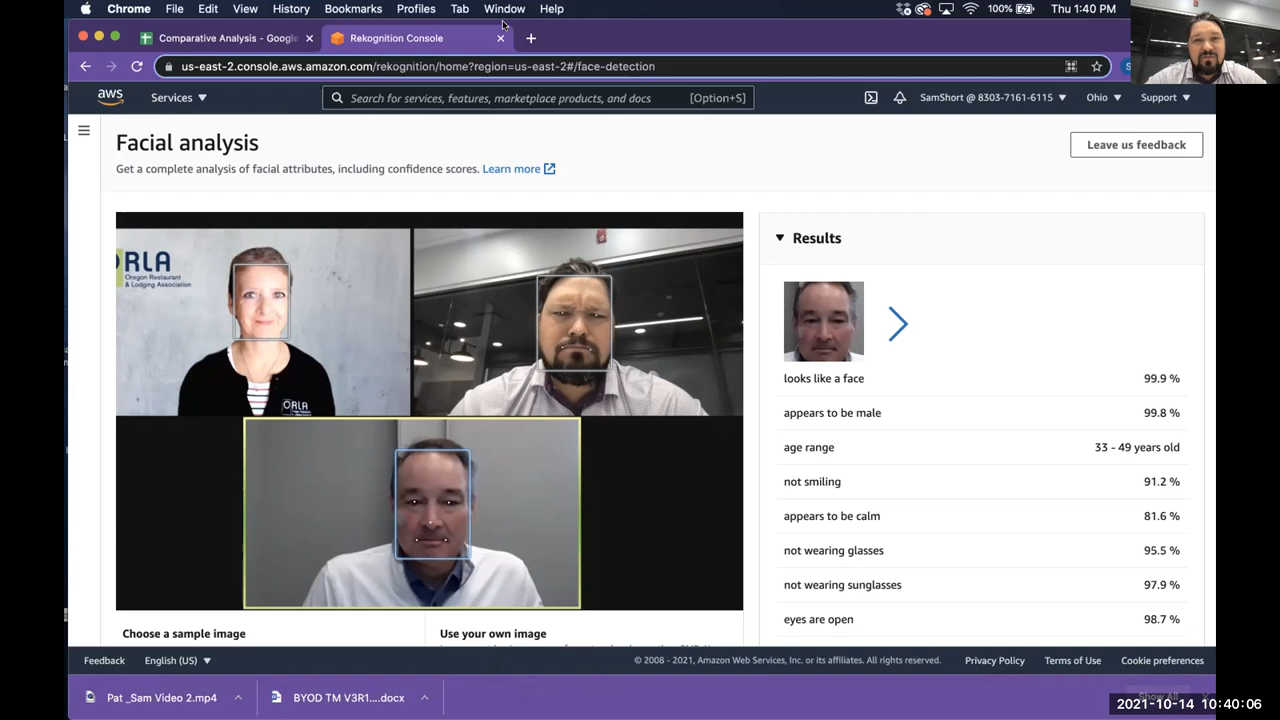 Chrome File Edit View History Bookmarks Profiles Tab Window Help 100% Thu 1:40 PM
Comparative Analysis - Google Rekognition Console
us-east-2.console.aws.amazon.com/rekognition/home?region=us-east-2#/face-detection
aws Services Search for services, features, marketplace products, and docs [Option+S] SamShort @ 8303-7161-6115 Ohio Support
Facial analysis
Leave us feedback
Get a complete analysis of facial attributes, including confidence scores. Learn more
Results
ORLA
Oregon Restaurant
& Lodging Association
ORLA
looks like a face 99.9 %
appears to be male 99.8 %
age range 33 - 49 years old
not smiling 91.2 %
appears to be calm 81.6 %
not wearing glasses 95.5 %
not wearing sunglasses 97.9 %
eyes are open 98.7 %
Choose a sample image Use your own image
Feedback English (US) © 2008 - 2021, Amazon Web Services, Inc. or its affiliates. All rights reserved. Privacy Policy Terms of Use Cookie preferences
Pat _Sam Video 2.mp4 BYOD TM V3R1....docx Show All
2021-10-14 10:40:06